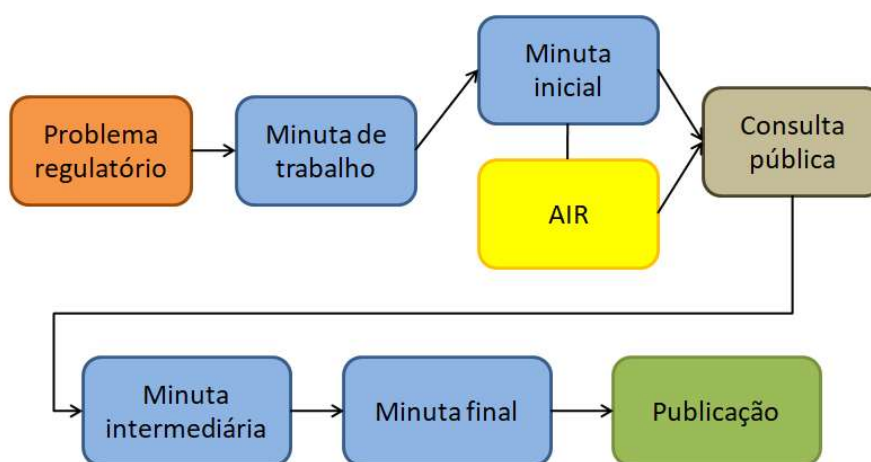 Problema
regulatório
Minuta de
trabalho
Minuta
inicial
AIR
Consulta
pública
Minuta
intermediária
Minuta final
Publicação